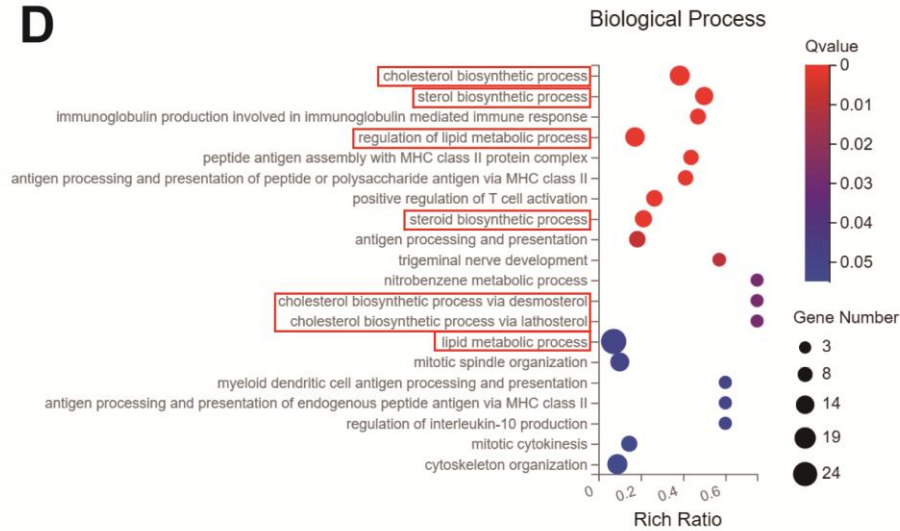 D
Biological Process
Qvalue
cholesterol biosynthetic process
sterol biosynthetic process
immunoglobulin production involved in immunoglobulin mediated immune response
regulation of lipid metabolic process
peptide antigen assembly with MHC class II protein complex
antigen processing and presentation of peptide or polysaccharide antigen via MHC class II
positive regulation of T cell activation
steroid biosynthetic process
antigen processing and presentation
trigeminal nerve development
nitrobenzene metabolic process
cholesterol biosynthetic process via desmosterol
cholesterol biosynthetic process via lathosterol
lipid metabolic process
mitotic spindle organization
myeloid dendritic cell antigen processing and presentation
antigen processing and presentation of endogenous peptide antigen via MHC class II
regulation of interleukin-10 production
mitotic cytokinesis
cytoskeleton organization
0 0.2 0.4 0.6
Rich Ratio
0
0.01
0.02
0.03
0.04
0.05
Gene Number
3
8
14
19
24